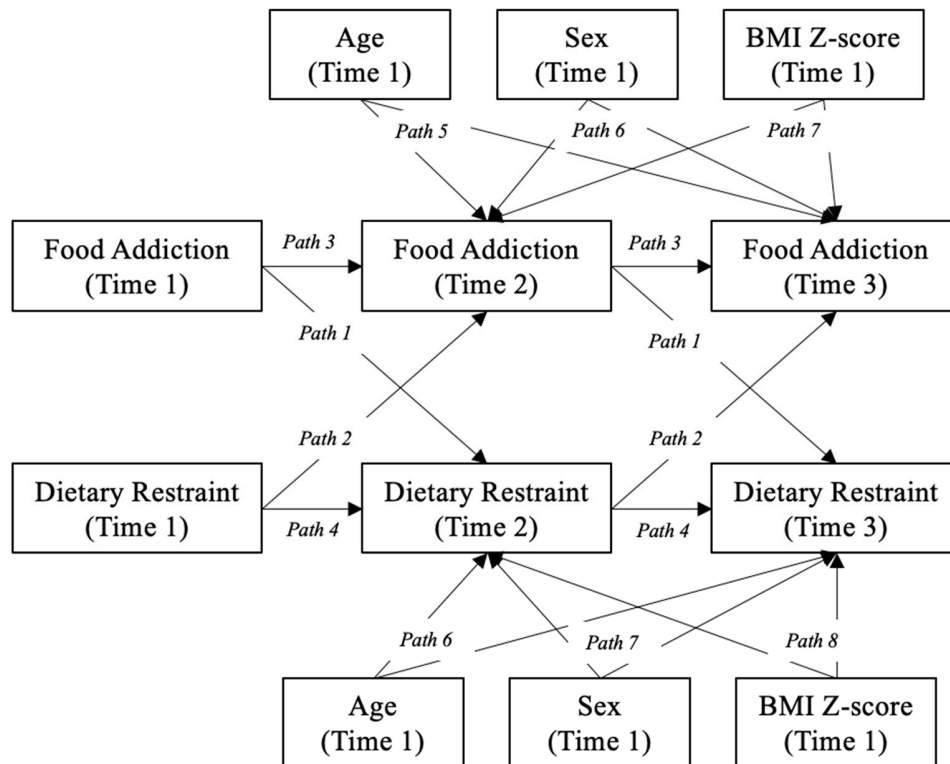 Age
(Time 1)
Sex
(Time 1)
BMI Z-score
(Time 1)
Path 5
Path 6
Path 7
Food Addiction
(Time 1)
Path 3
Food Addiction
(Time 2)
Path 3
Food Addiction
(Time 3)
Path 1
Path 1
Path 2
Path 2
Dietary Restraint
(Time 1)
Path 4
Dietary Restraint
(Time 2)
Path 4
Dietary Restraint
(Time 3)
Path 6
Path 7
Path 8
Age
(Time 1)
Sex
(Time 1)
BMI Z-score
(Time 1)